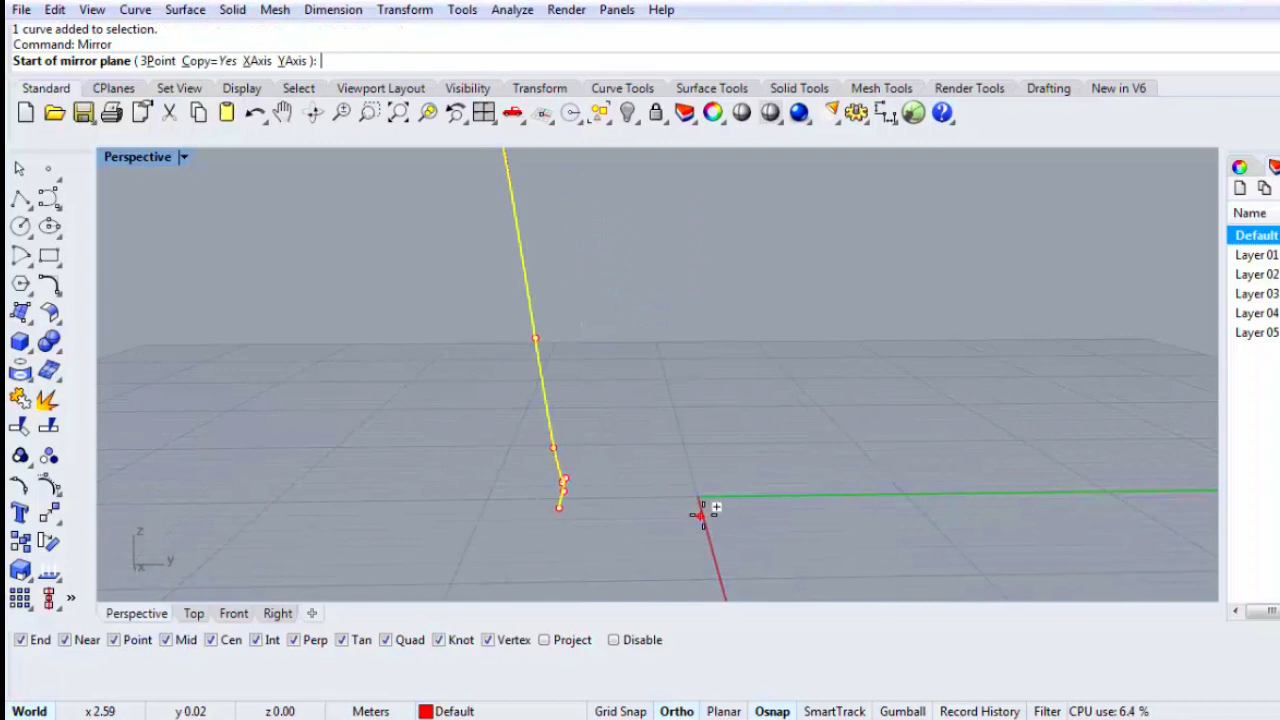 File Edit View Curve Surface Solid Mesh Dimension Transform Tools Analyze Render Panels Help
1 curve added to selection.
Command: Mirror
Start of mirror plane ( 3Point Copy=Yes XAxis YAxis ):
Standard CPlanes Set View Display Select Viewport Layout Visibility Transform Curve Tools Surface Tools Solid Tools Mesh Tools Render Tools Drafting New in V6
Perspective
Name
Default
Layer 01
Layer 02
Layer 03
Layer 04
Layer 05
z
y
x
Perspective Top Front Right
End Near Point Mid Cen Int Perp Tan Quad Knot Vertex Project Disable
World x 2.59 y 0.02 z 0.00 Meters Default Grid Snap Ortho Planar Osnap SmartTrack Gumball Record History Filter CPU use: 6.4 %